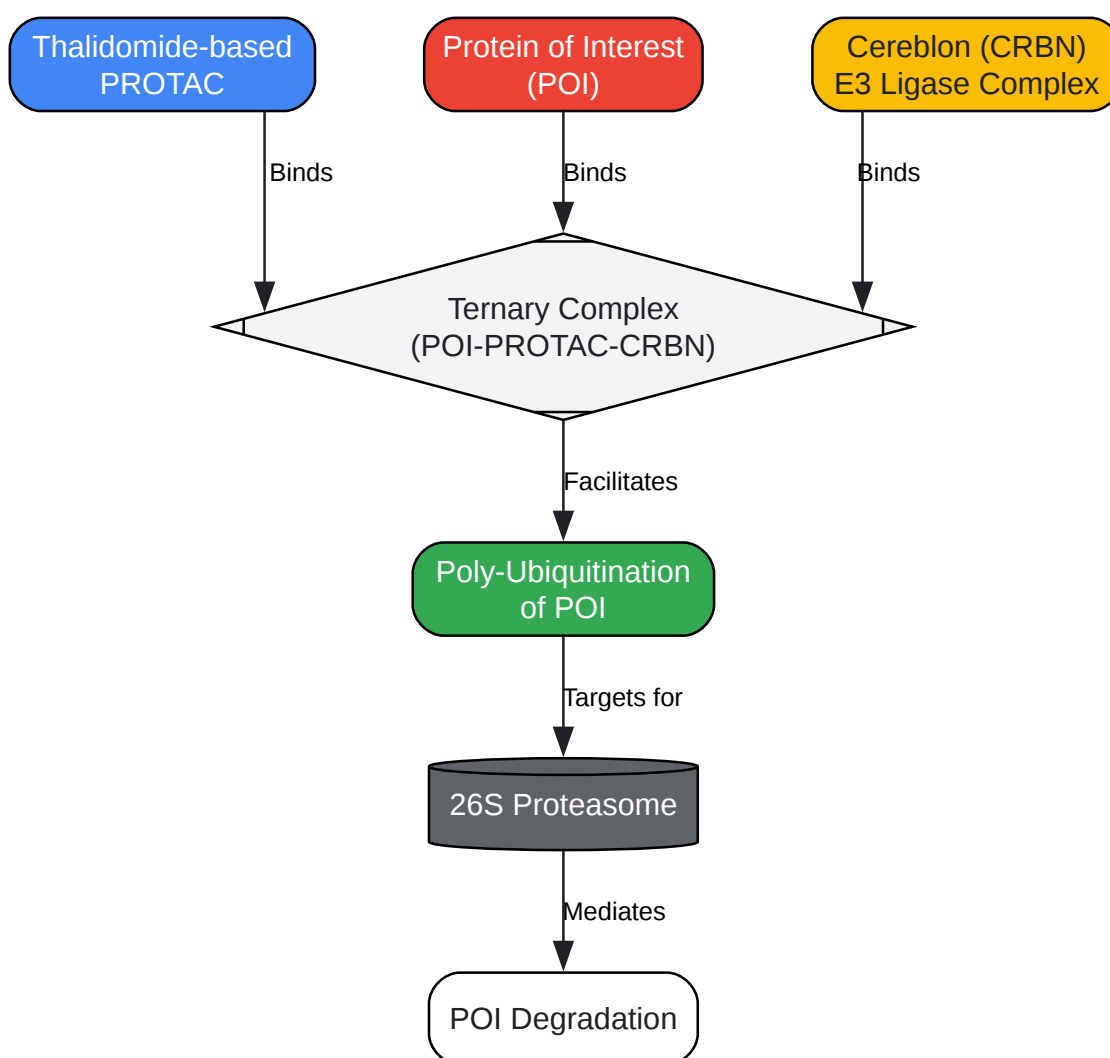 Thalidomide-based
PROTAC
Protein of Interest
(POI)
Cereblon (CRBN)
E3 Ligase Complex
Binds
Binds
Binds
Ternary Complex
(POI-PROTAC-CRBN)
Facilitates
Poly-Ubiquitination
of POI
Targets for
26S Proteasome
Mediates
POI Degradation